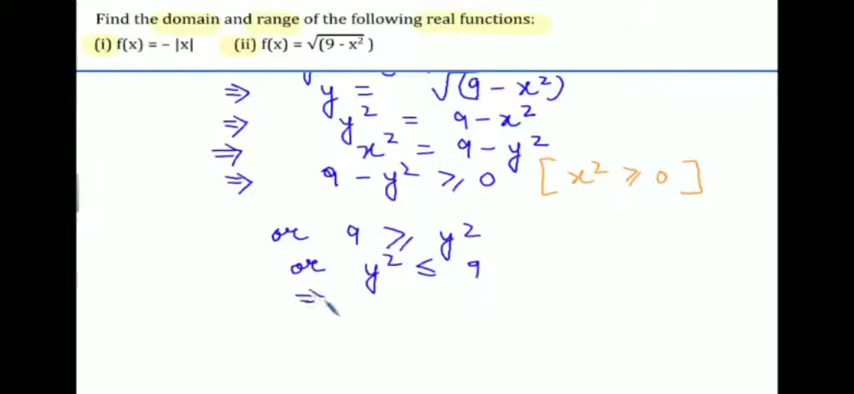 Find the domain and range of the following real functions:
(i) f(x) = − |x| (ii) f(x) = √(9 - x²)
⇒ y = √(9 − x²)
⇒ y² = 9 − x²
⇒ x² = 9 − y²
⇒ 9 − y² ⩾ 0 [x² ⩾ 0]
or 9 ⩾ y²
or y² ≤ 9
⇒